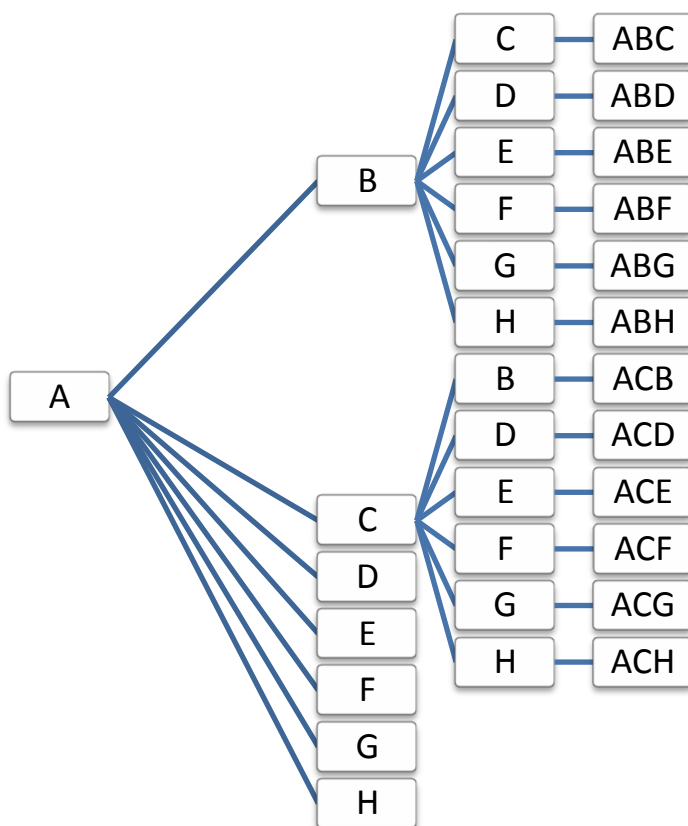 C ABC
D ABD
E ABE
B
F ABF
G ABG
H ABH
B ACB
A
D ACD
E ACE
C
F ACF
D
G ACG
E
H ACH
F
G
H